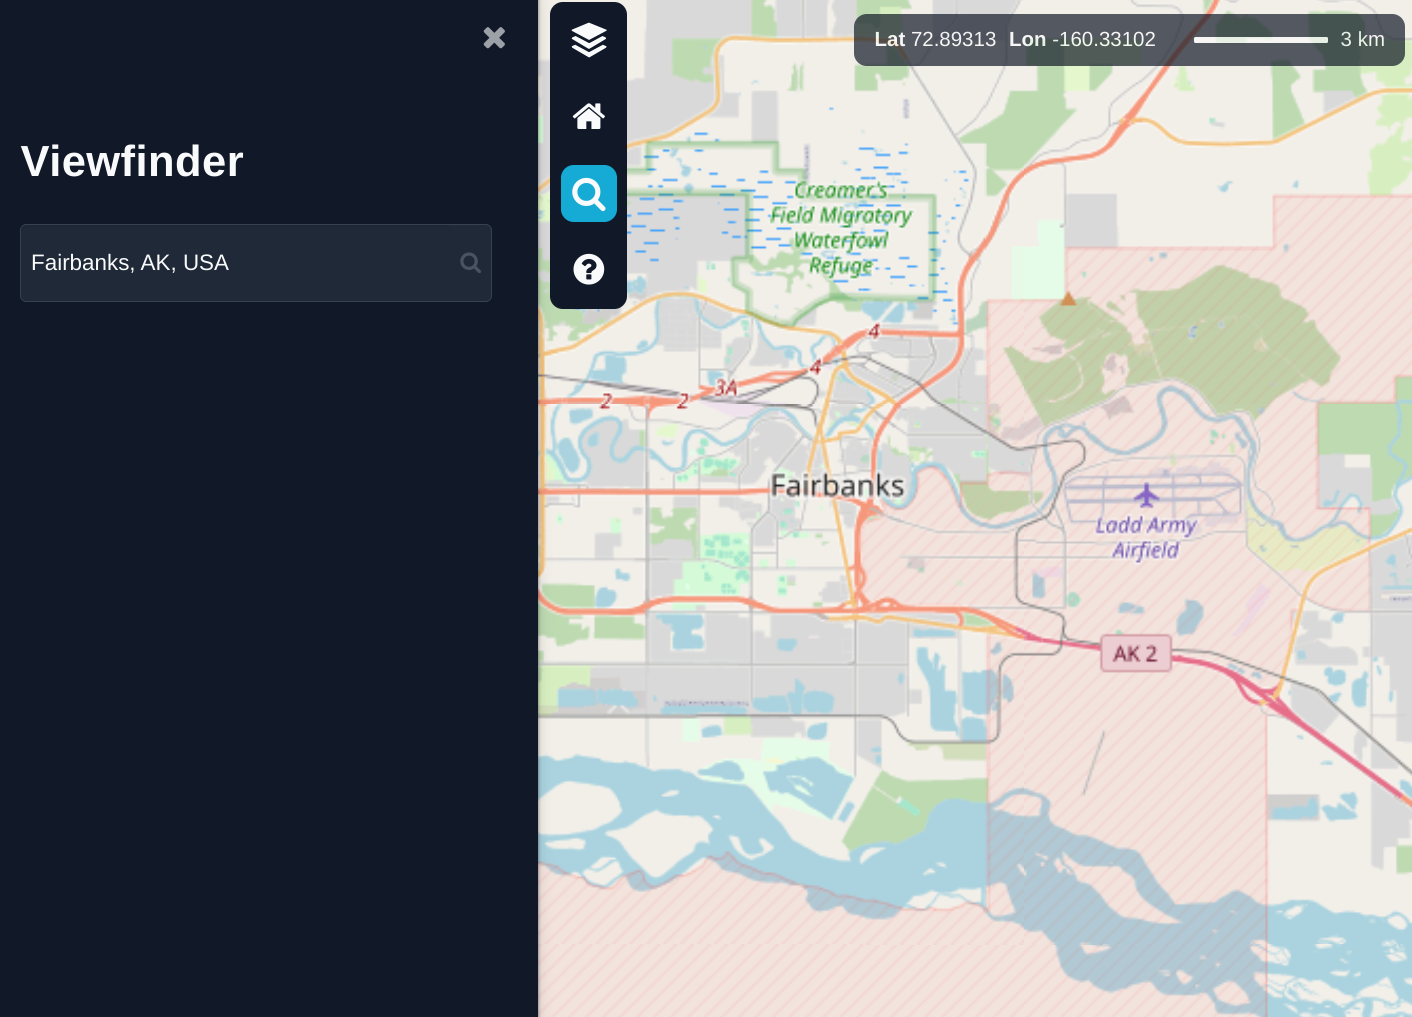 Viewfinder
Fairbanks, AK, USA
Lat 72.89313 Lon -160.33102 3 km
Creamer's
Field Migratory
Waterfowl
Refuge
4
4
3A
2
2
Fairbanks
Ladd Army
Airfield
AK 2